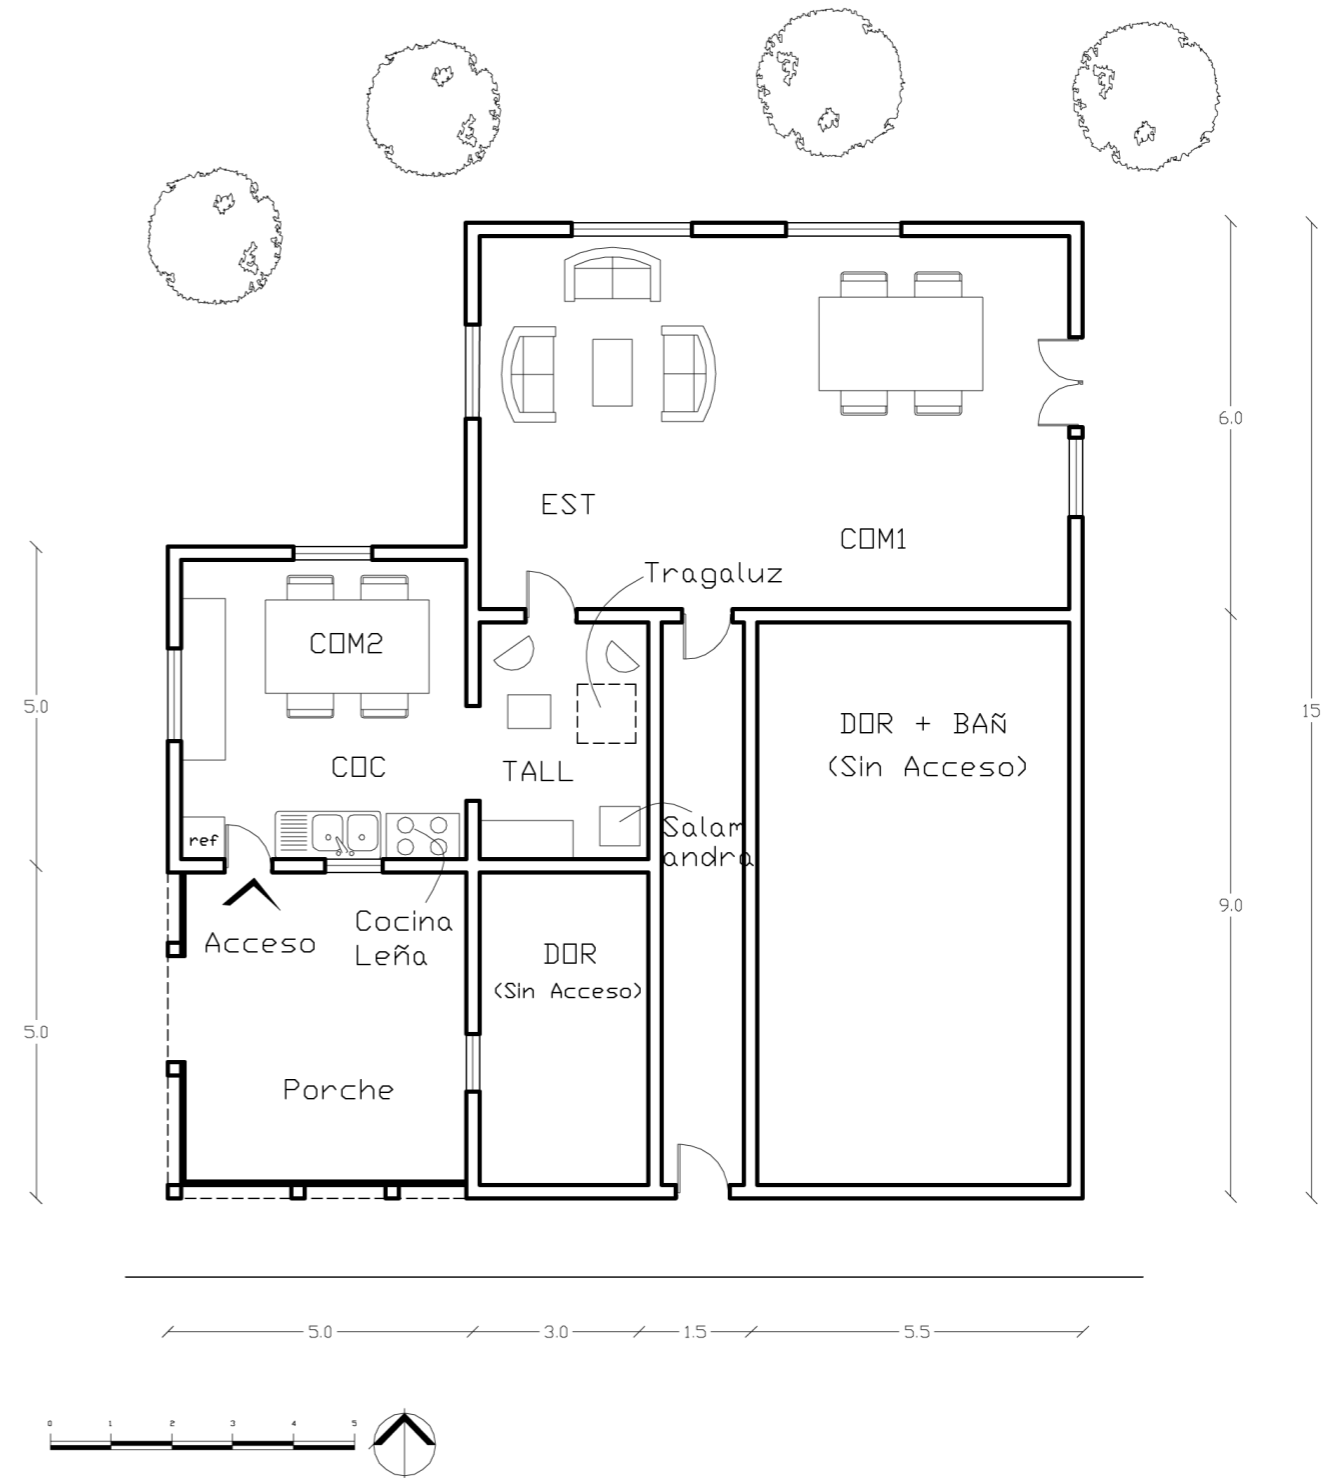 6.0
EST
COM1
Tragaluz
COM2
5.0
15
DOR + BAÑ
(Sin Acceso)
COC
TALL
Salam
andra
ref
9.0
Cocina
Leña
Acceso
DOR
(Sin Acceso)
5.0
Porche
5.0
3.0
1.5
5.5
0 1 2 3 4 5